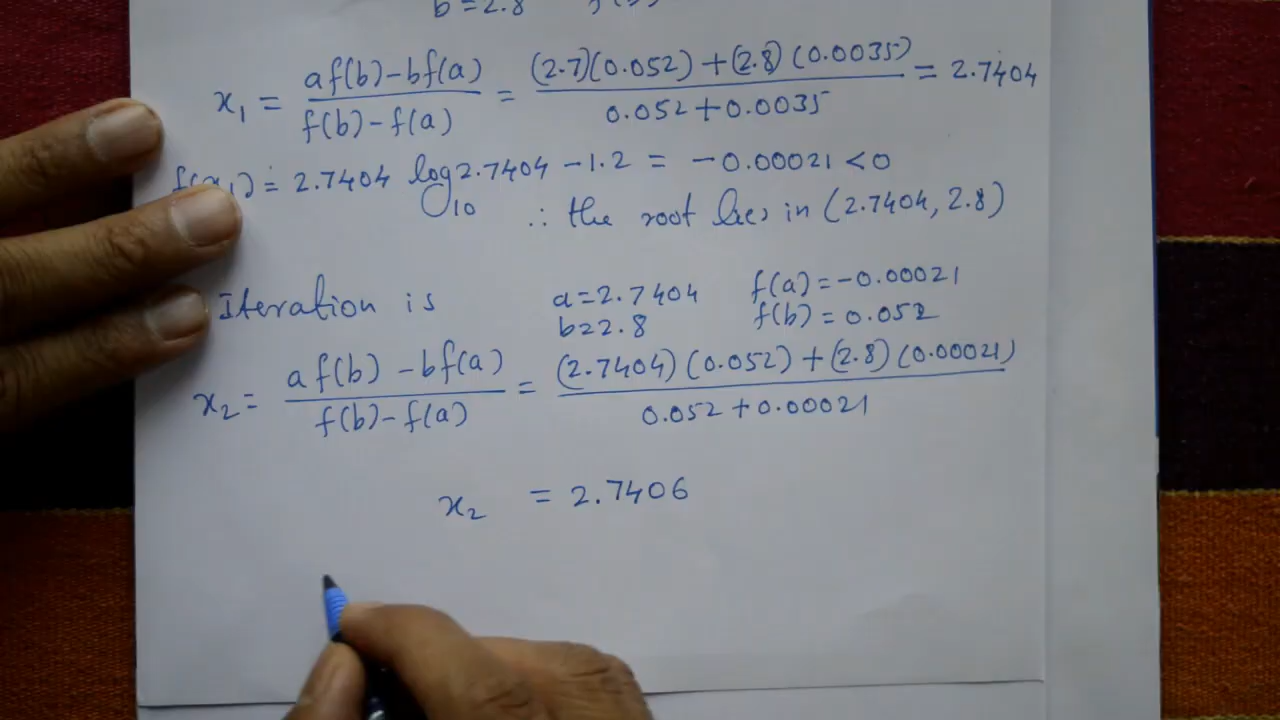 b = 2.8
x₁ = af(b) - bf(a) / f(b) - f(a) = (2.7)(0.052) + (2.8)(0.0035) / 0.052 + 0.0035 = 2.7404
f(x₁) = 2.7404 log₁₀ 2.7404 - 1.2 = -0.00021 < 0
∴ the root lies in (2.7404, 2.8)
Iteration is a = 2.7404 f(a) = -0.00021
b = 2.8 f(b) = 0.052
x₂ = af(b) - bf(a) / f(b) - f(a) = (2.7404)(0.052) + (2.8)(0.00021) / 0.052 + 0.00021
x₂ = 2.7406